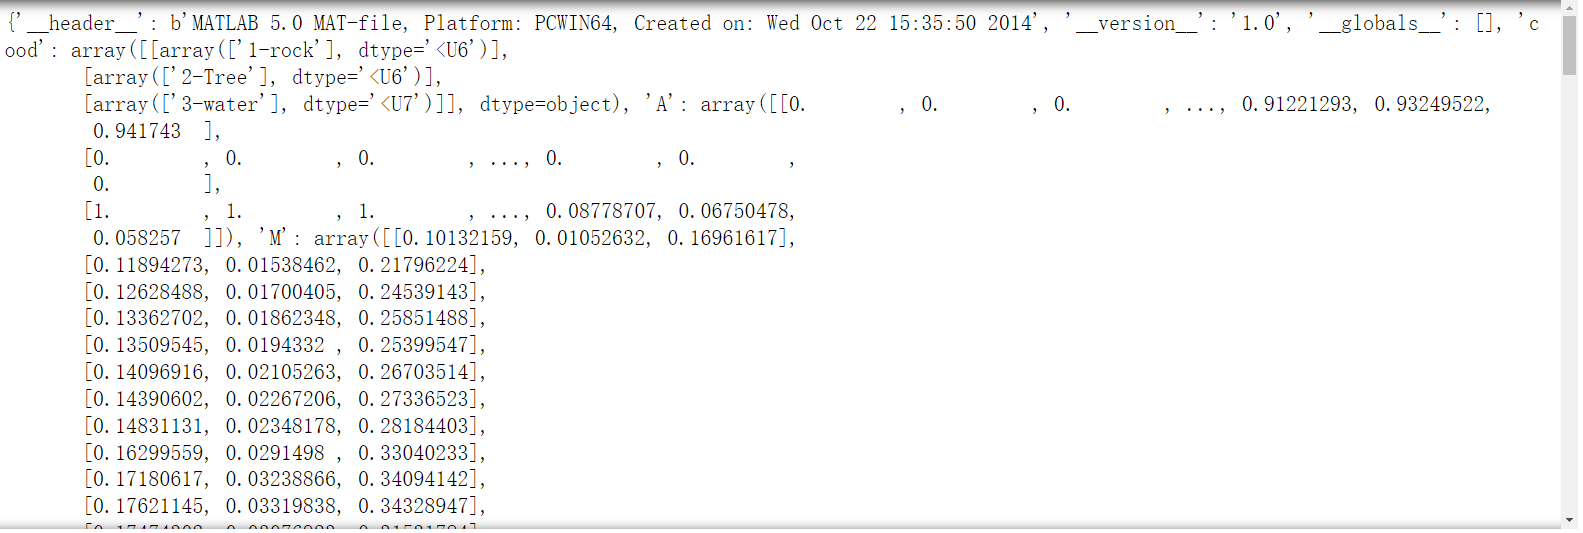 {'__header__': b'MATLAB 5.0 MAT-file, Platform: PCWIN64, Created on: Wed Oct 22 15:35:50 2014', '__version__': '1.0', '__globals__': [], 'c
ood': array([[array(['1-rock'], dtype='<U6')],
[array(['2-Tree'], dtype='<U6')],
[array(['3-water'], dtype='<U7')]], dtype=object), 'A': array([[0.        , 0.        , 0.        , ..., 0.91221293, 0.93249522,
0.941743  ],
[0.        , 0.        , 0.        , ..., 0.        , 0.        ,
0.        ],
[1.        , 1.        , 1.        , ..., 0.08778707, 0.06750478,
0.058257  ]]), 'M': array([[0.10132159, 0.01052632, 0.16961617],
[0.11894273, 0.01538462, 0.21796224],
[0.12628488, 0.01700405, 0.24539143],
[0.13362702, 0.01862348, 0.25851488],
[0.13509545, 0.0194332 , 0.25399547],
[0.14096916, 0.02105263, 0.26703514],
[0.14390602, 0.02267206, 0.27336523],
[0.14831131, 0.02348178, 0.28184403],
[0.16299559, 0.0291498 , 0.33040233],
[0.17180617, 0.03238866, 0.34094142],
[0.17621145, 0.03319838, 0.34328947],